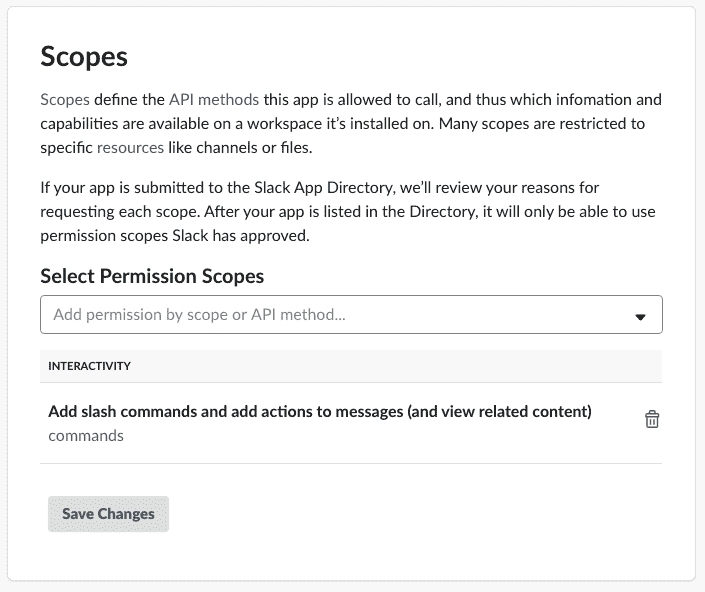 Scopes
Scopes define the API methods this app is allowed to call, and thus which infomation and
capabilities are available on a workspace it's installed on. Many scopes are restricted to
specific resources like channels or files.
If your app is submitted to the Slack App Directory, we'll review your reasons for
requesting each scope. After your app is listed in the Directory, it will only be able to use
permission scopes Slack has approved.
Select Permission Scopes
Add permission by scope or API method...
INTERACTIVITY
Add slash commands and add actions to messages (and view related content)
commands
Save Changes